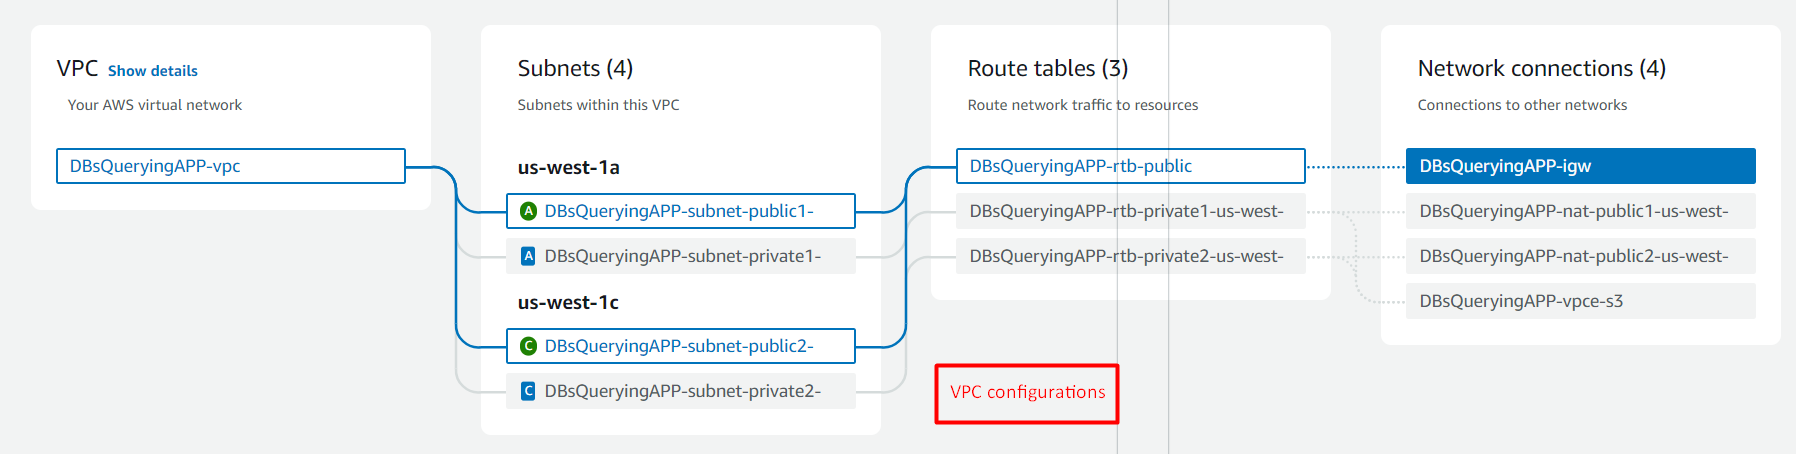 VPC Show details
Your AWS virtual network
DBsQueryingAPP-vpc
Subnets (4)
Subnets within this VPC
us-west-1a
A DBsQueryingAPP-subnet-public1-
A DBsQueryingAPP-subnet-private1-
us-west-1c
C DBsQueryingAPP-subnet-public2-
C DBsQueryingAPP-subnet-private2-
Route tables (3)
Route network traffic to resources
DBsQueryingAPP-rtb-public
DBsQueryingAPP-rtb-private1-us-west-
DBsQueryingAPP-rtb-private2-us-west-
VPC configurations
Network connections (4)
Connections to other networks
DBsQueryingAPP-igw
DBsQueryingAPP-nat-public1-us-west-
DBsQueryingAPP-nat-public2-us-west-
DBsQueryingAPP-vpce-s3